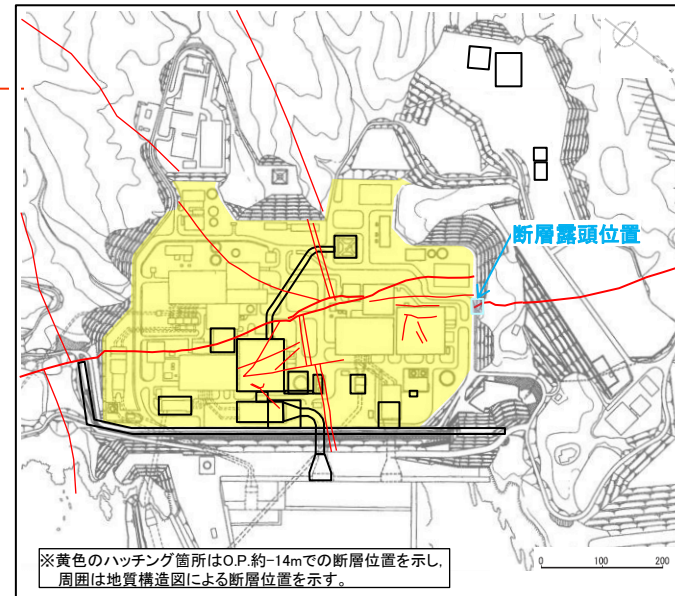 断層露頭位置
※黄色のハッチング箇所はO.P.約-14mでの断層位置を示し,
周囲は地質構造図による断層位置を示す。
0 100 200